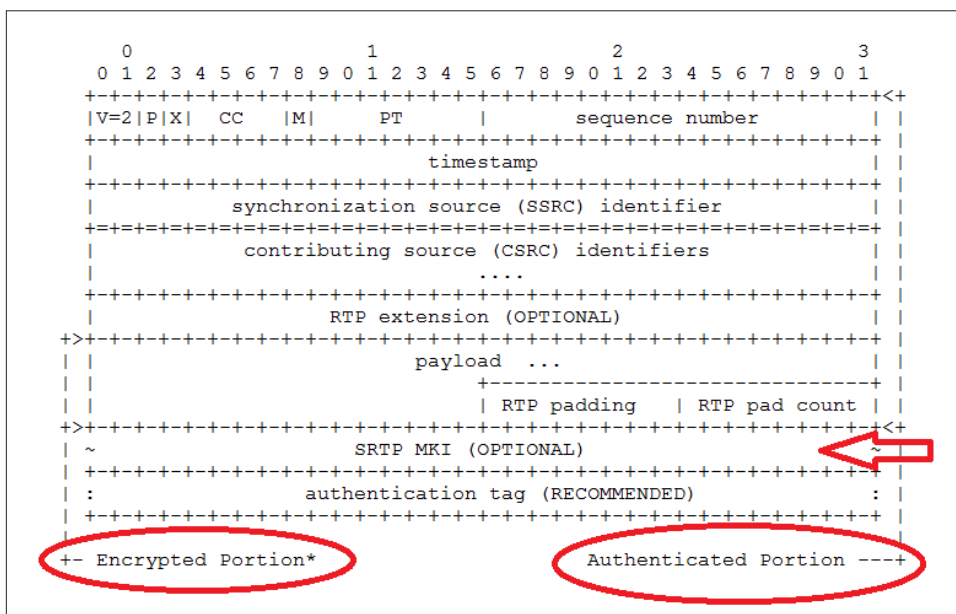 0                   1                   2                   3
0 1 2 3 4 5 6 7 8 9 0 1 2 3 4 5 6 7 8 9 0 1 2 3 4 5 6 7 8 9 0 1
+-+-+-+-+-+-+-+-+-+-+-+-+-+-+-+-+-+-+-+-+-+-+-+-+-+-+-+-+-+-+-+-+<+
|V=2|P|X|  CC   |M|     PT      |       sequence number         | |
+-+-+-+-+-+-+-+-+-+-+-+-+-+-+-+-+-+-+-+-+-+-+-+-+-+-+-+-+-+-+-+-+ |
|                           timestamp                           | |
+-+-+-+-+-+-+-+-+-+-+-+-+-+-+-+-+-+-+-+-+-+-+-+-+-+-+-+-+-+-+-+-+ |
|           synchronization source (SSRC) identifier            | |
+=+=+=+=+=+=+=+=+=+=+=+=+=+=+=+=+=+=+=+=+=+=+=+=+=+=+=+=+=+=+=+=+ |
|            contributing source (CSRC) identifiers             | |
|                               ....                            | |
+-+-+-+-+-+-+-+-+-+-+-+-+-+-+-+-+-+-+-+-+-+-+-+-+-+-+-+-+-+-+-+-+ |
|                   RTP extension (OPTIONAL)                    | |
+>+-+-+-+-+-+-+-+-+-+-+-+-+-+-+-+-+-+-+-+-+-+-+-+-+-+-+-+-+-+-+-+-+ |
| |                          payload  ...                         | |
| |                               +-------------------------------+ |
| |                               | RTP padding   | RTP pad count | |
+>+-+-+-+-+-+-+-+-+-+-+-+-+-+-+-+-+-+-+-+-+-+-+-+-+-+-+-+-+-+-+-+-+<+
| ~                     SRTP MKI (OPTIONAL)                       ~ |
| +-+-+-+-+-+-+-+-+-+-+-+-+-+-+-+-+-+-+-+-+-+-+-+-+-+-+-+-+-+-+-+-+ |
| :                 authentication tag (RECOMMENDED)              : |
| +-+-+-+-+-+-+-+-+-+-+-+-+-+-+-+-+-+-+-+-+-+-+-+-+-+-+-+-+-+-+-+-+ |
|                                                                   |
+- Encrypted Portion*                      Authenticated Portion ---+